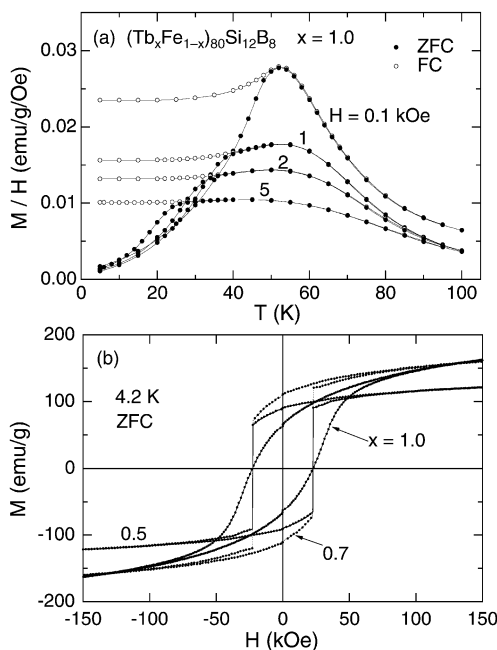 (a) (TbₓFe₁₋ₓ)₈₀Si₁₂B₈ x = 1.0
ZFC
FC
H = 0.1 kOe
1
2
5
M / H (emu/g/Oe)
0.03
0.02
0.01
0.00
0 20 40 60 80 100
T (K)
(b)
4.2 K
ZFC
x = 1.0
0.5
0.7
M (emu/g)
200
100
0
-100
-200
-150 -100 -50 0 50 100 150
H (kOe)